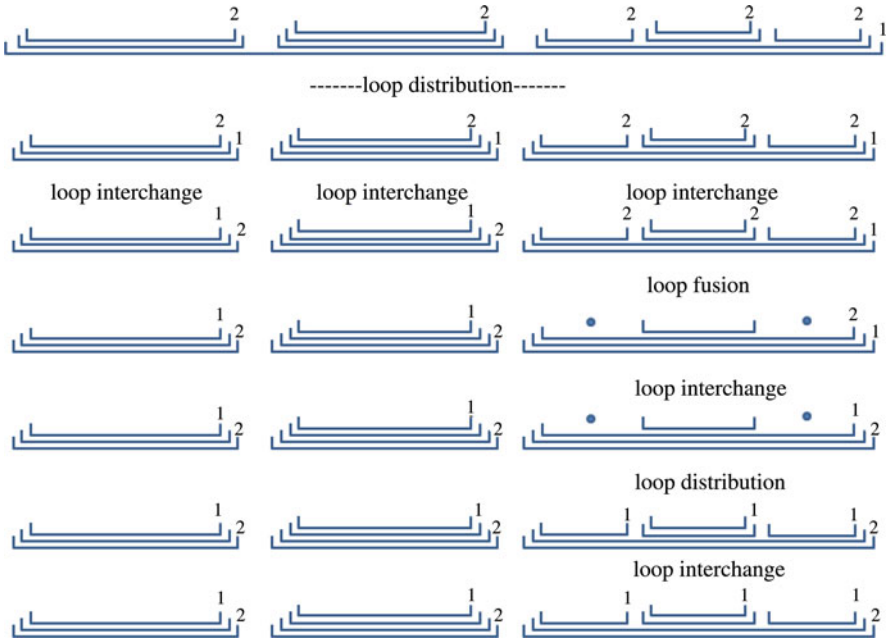 2 2 2 2 2
1
-------loop distribution------
2 1 2 1 2 2 2 1
loop interchange loop interchange loop interchange
1 2 1 2 2 2 2 1
loop fusion
1 2 1 2 2 1
loop interchange
1 2 1 2 1 2
loop distribution
1 2 1 2 1 1 1 2
loop interchange
1 2 1 2 1 1 1 2